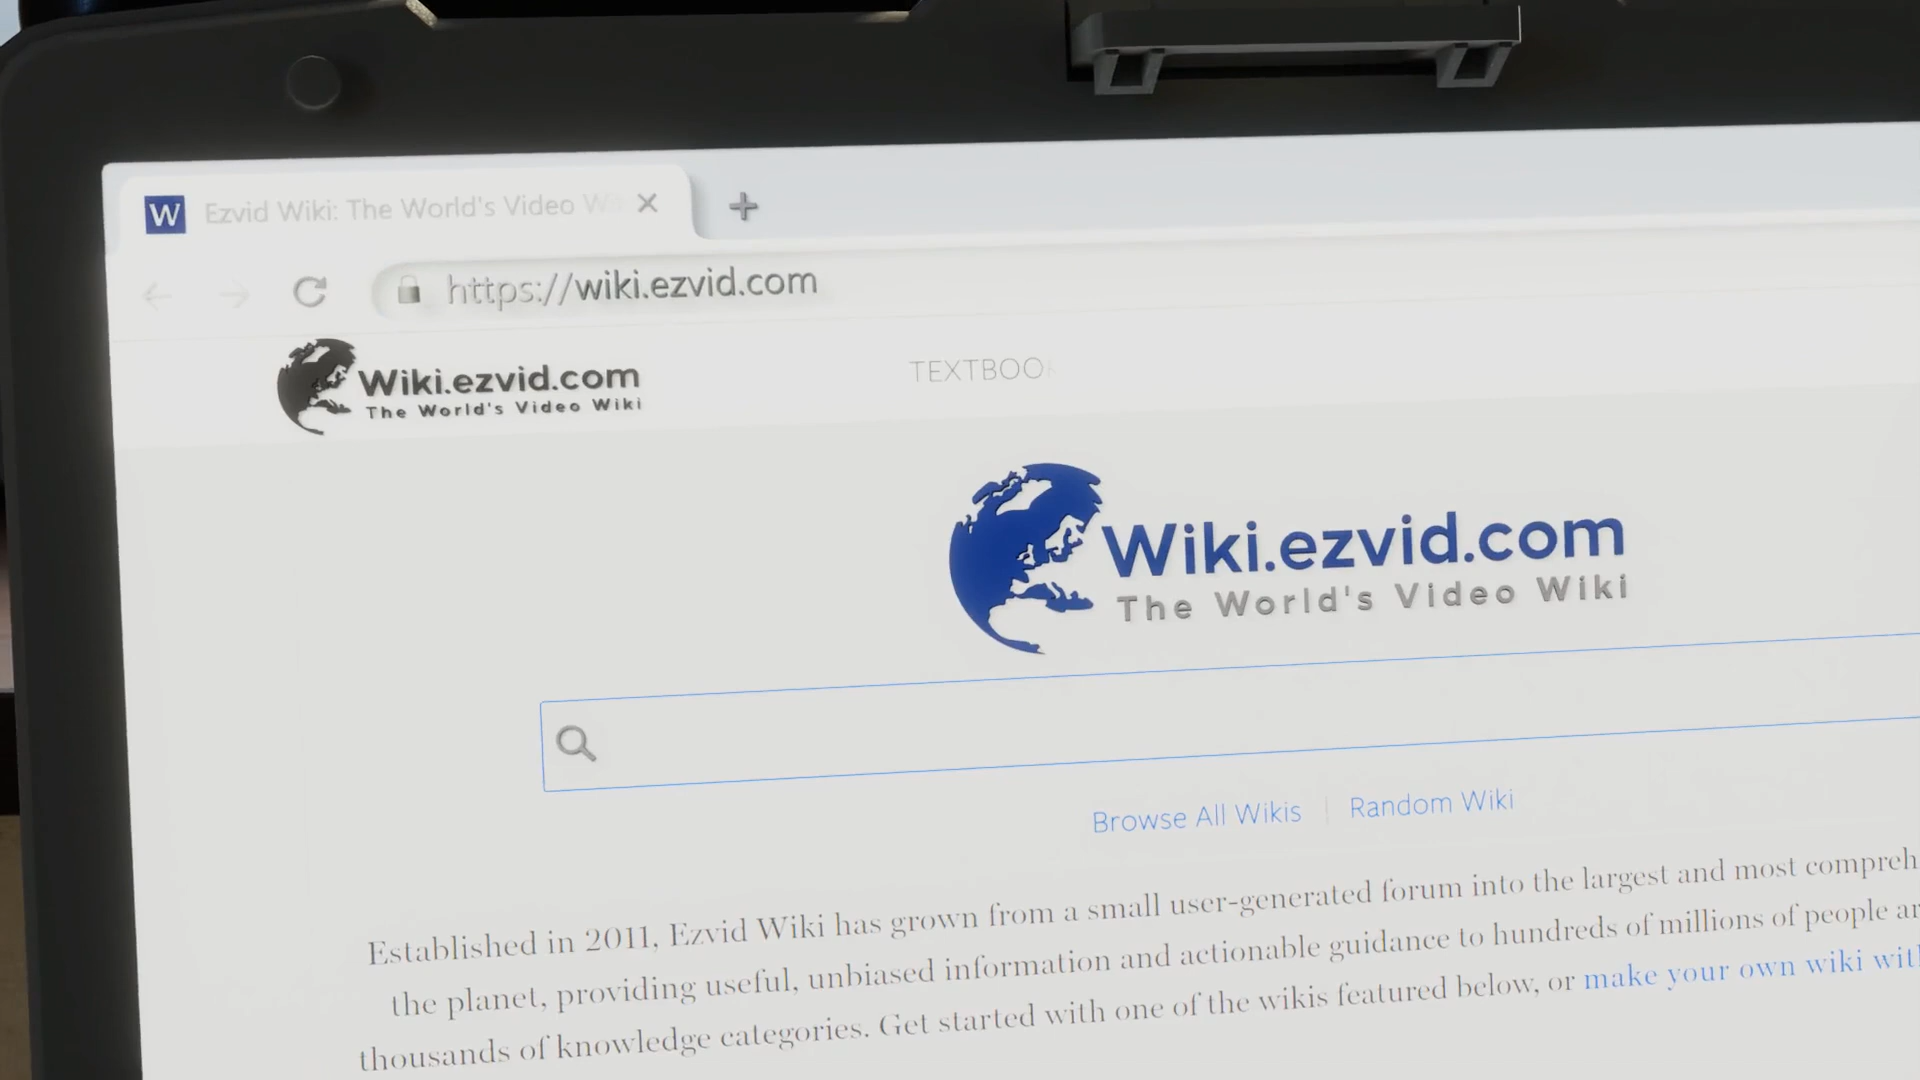 W Ezvid Wiki: The World's Video
https://wiki.ezvid.com
Wiki.ezvid.com
The World's Video Wiki
TEXTBOO
Wiki.ezvid.com
The World's Video Wiki
Browse All Wikis | Random Wiki
Established in 2011, Ezvid Wiki has grown from a small user-generated forum into the largest and most compreh
the planet, providing useful, unbiased information and actionable guidance to hundreds of millions of people ar
thousands of knowledge categories. Get started with one of the wikis featured below, or make your own wiki wit